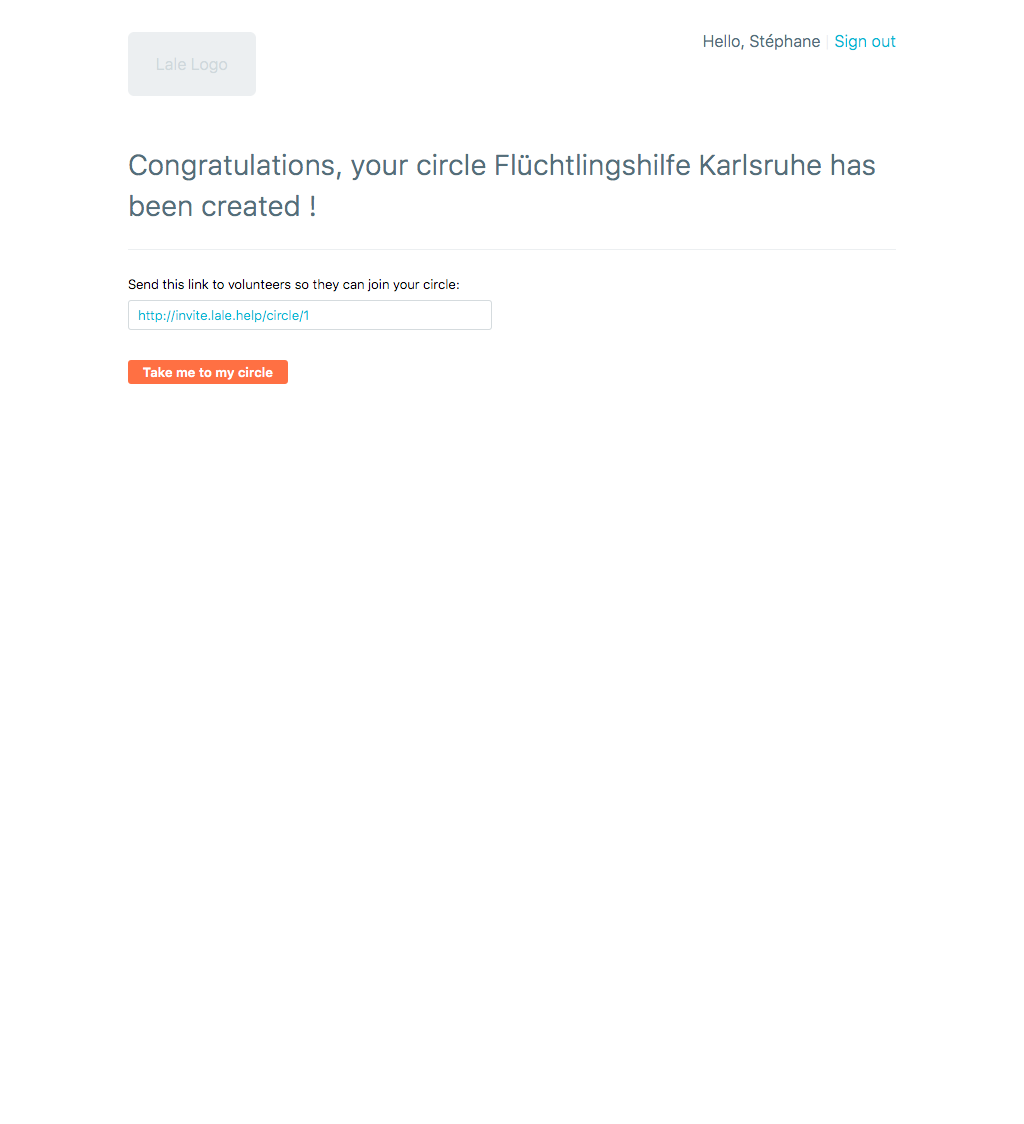 Lale Logo
Hello, Stéphane | Sign out
Congratulations, your circle Flüchtlingshilfe Karlsruhe has
been created !
Send this link to volunteers so they can join your circle:
http://invite.lale.help/circle/1
Take me to my circle